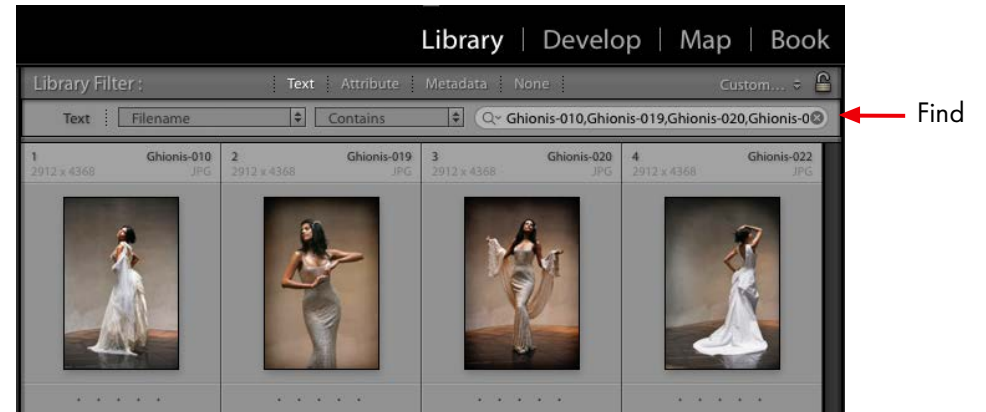 Library | Develop | Map | Book
Library Filter : Text Attribute Metadata None Custom...
Text Filename Contains Ghionis-010,Ghionis-019,Ghionis-020,Ghionis-0
Find
1 Ghionis-010 2 Ghionis-019 3 Ghionis-020 4 Ghionis-022
2912 x 4368 JPG 2912 x 4368 JPG 2912 x 4368 JPG 2912 x 4368 JPG